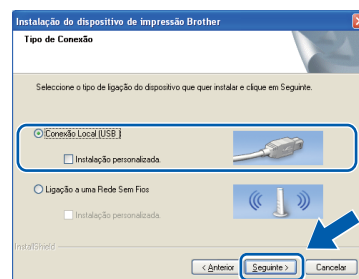 Instalação do dispositivo de impressão Brother
Tipo de Conexão
Seleccione o tipo de ligação do dispositivo que quer instalar e clique em Seguinte.
Conexão Local (USB )
Instalação personalizada.
Ligação a uma Rede Sem Fios
Instalação personalizada
InstallShield
< Anterior
Seguinte >
Cancelar